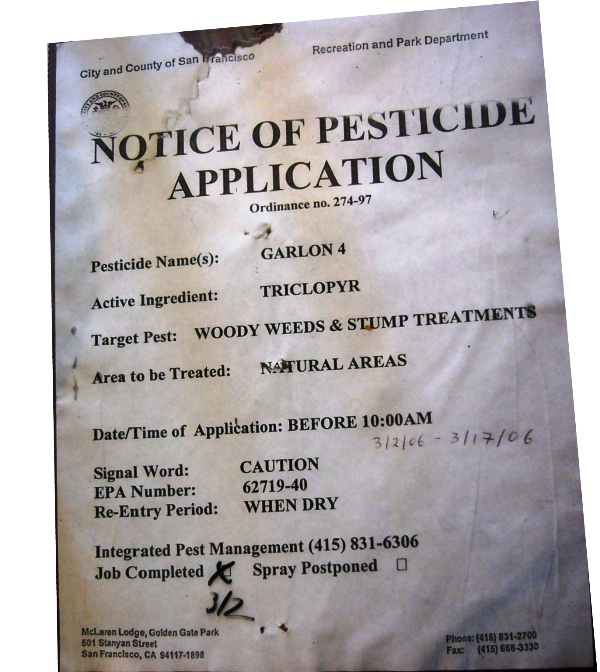 City and County of San Francisco
Recreation and Park Department
NOTICE OF PESTICIDE
APPLICATION
Ordinance no. 274-97
Pesticide Name(s): GARLON 4
Active Ingredient: TRICLOPYR
Target Pest: WOODY WEEDS & STUMP TREATMENTS
Area to be Treated: NATURAL AREAS
Date/Time of Application: BEFORE 10:00AM
3/2/06 - 3/17/06
Signal Word: CAUTION
EPA Number: 62719-40
Re-Entry Period: WHEN DRY
Integrated Pest Management (415) 831-6306
Job Completed X Spray Postponed ☐
3/2
McLaren Lodge, Golden Gate Park
501 Stanyan Street
San Francisco, CA 94117-1898
Phone: (415) 831-2700
Fax: (415) 668-3330